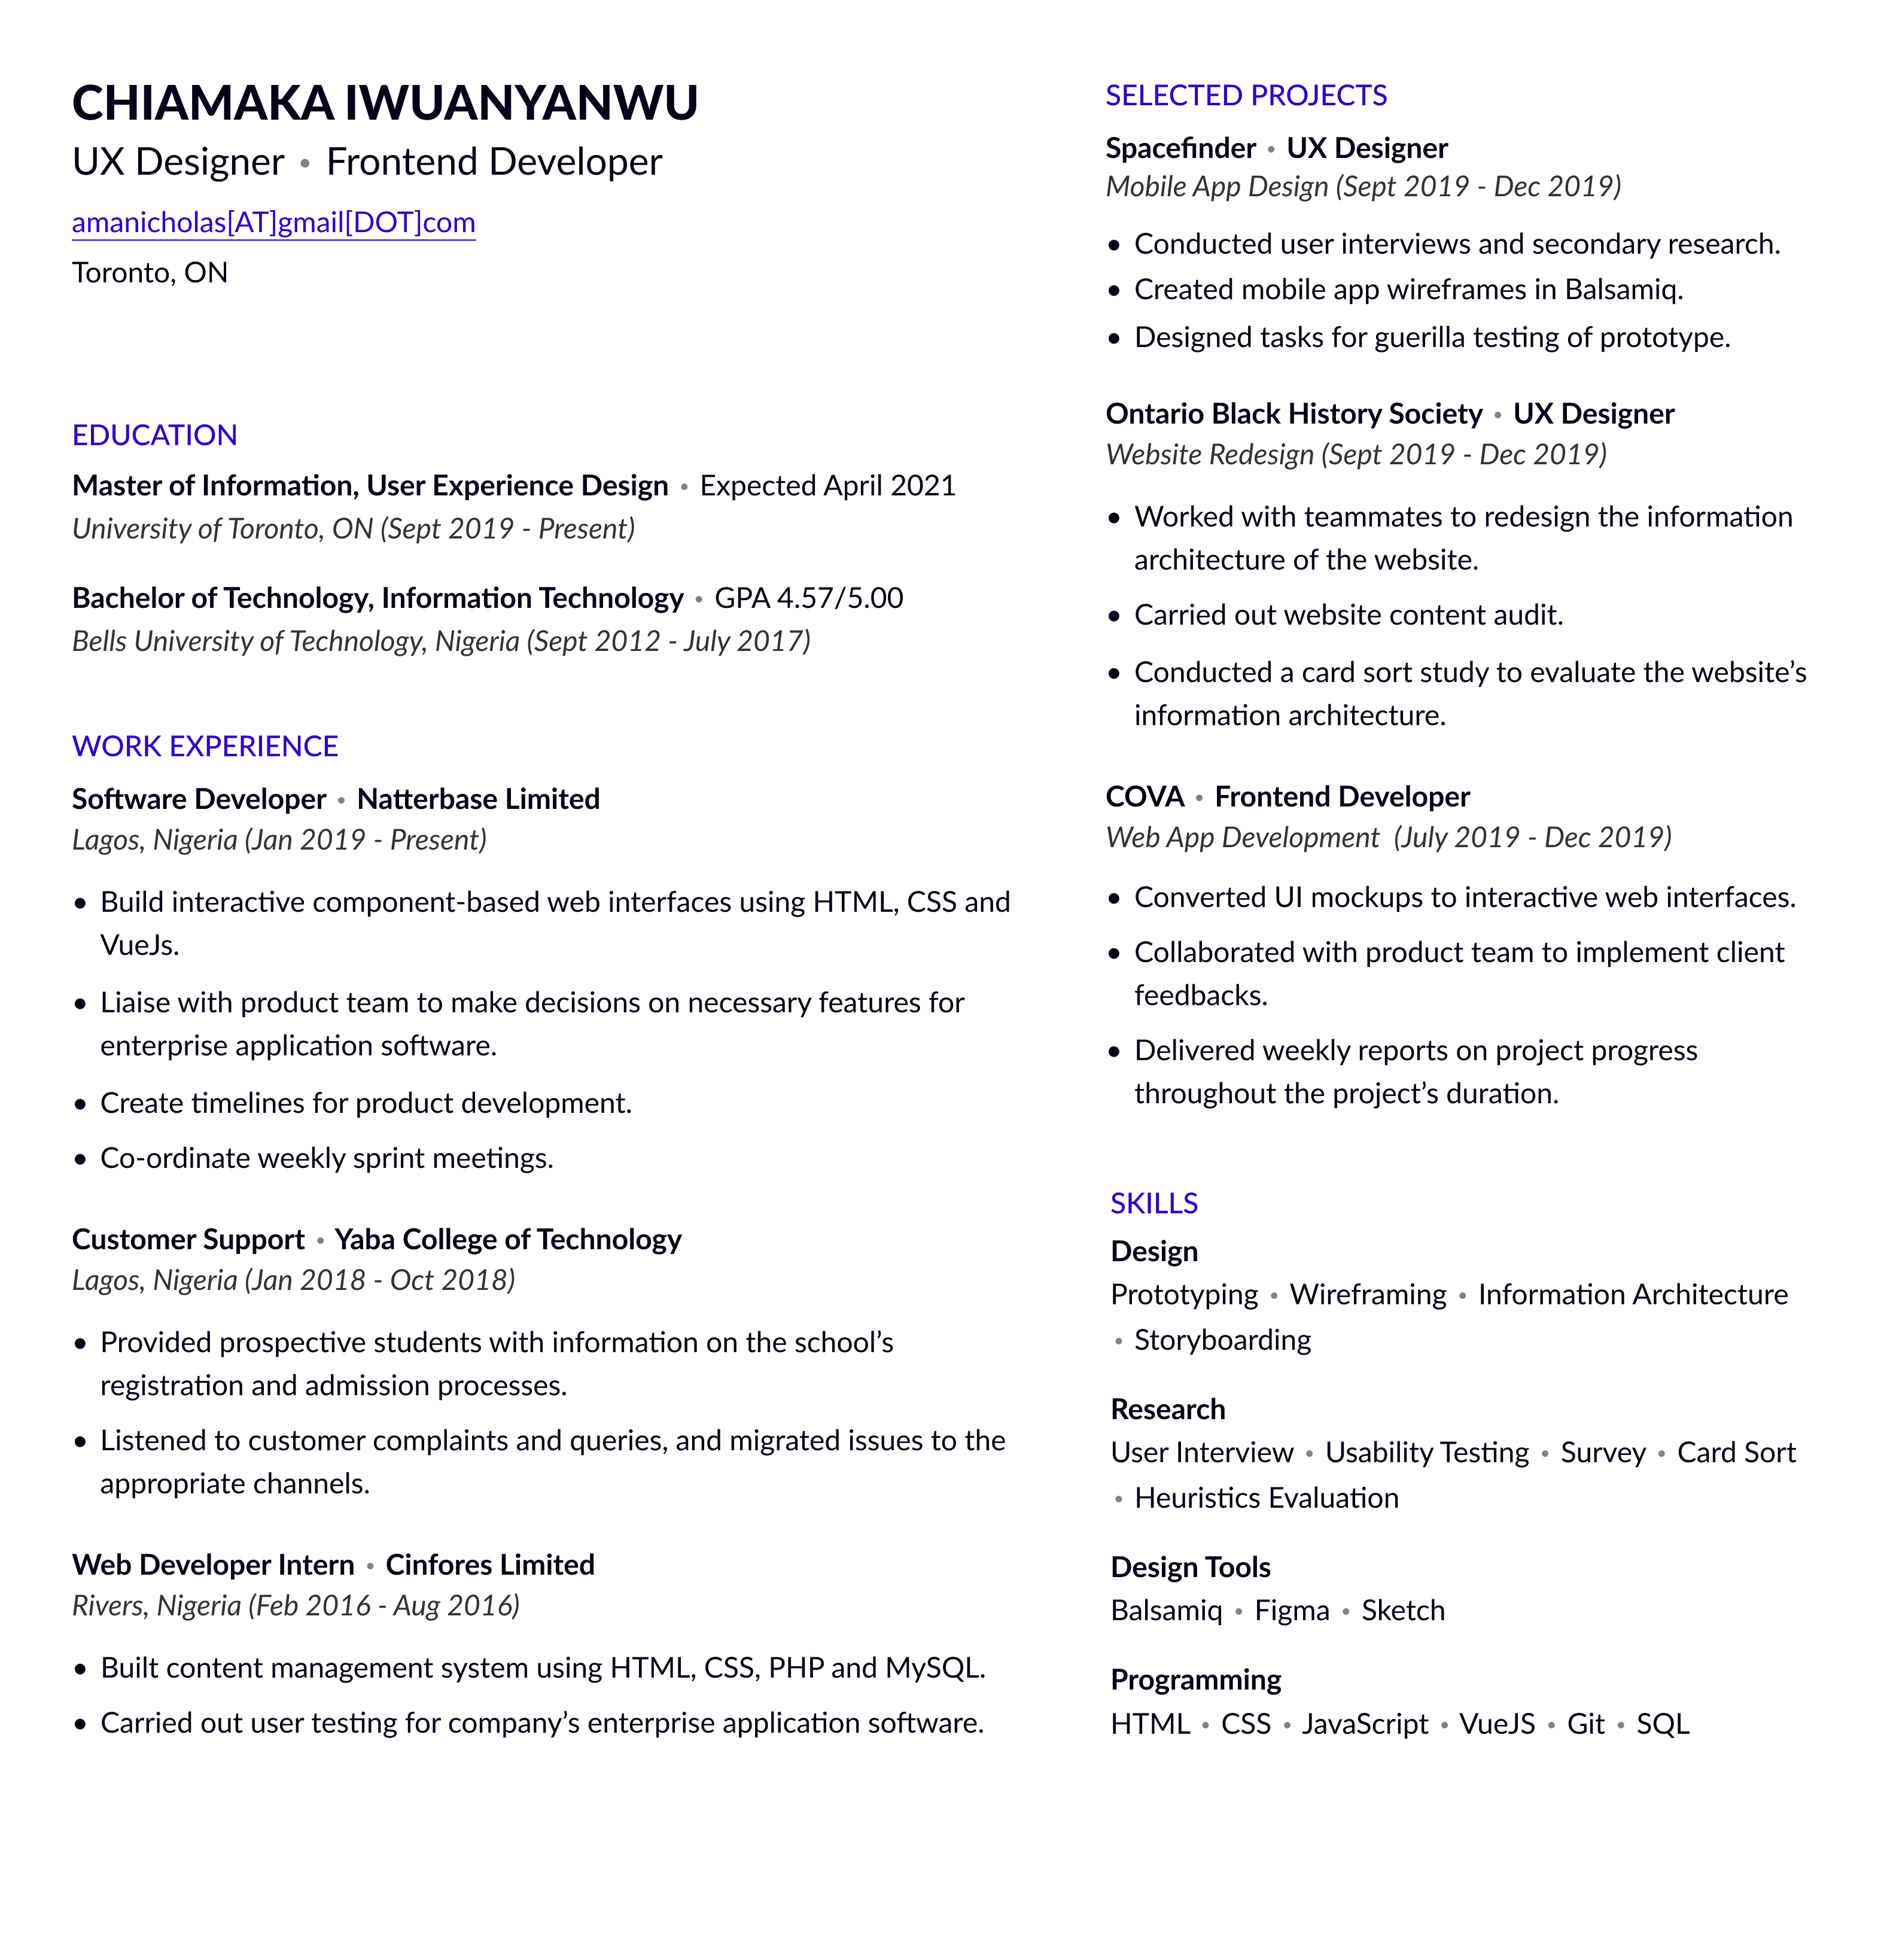 CHIAMAKA IWUANYANWU
UX Designer • Frontend Developer
amanicholas[AT]gmail[DOT]com
Toronto, ON
EDUCATION
Master of Information, User Experience Design • Expected April 2021
University of Toronto, ON (Sept 2019 - Present)
Bachelor of Technology, Information Technology • GPA 4.57/5.00
Bells University of Technology, Nigeria (Sept 2012 - July 2017)
WORK EXPERIENCE
Software Developer • Natterbase Limited
Lagos, Nigeria (Jan 2019 - Present)
• Build interactive component-based web interfaces using HTML, CSS and
VueJs.
• Liaise with product team to make decisions on necessary features for
enterprise application software.
• Create timelines for product development.
• Co-ordinate weekly sprint meetings.
Customer Support • Yaba College of Technology
Lagos, Nigeria (Jan 2018 - Oct 2018)
• Provided prospective students with information on the school’s
registration and admission processes.
• Listened to customer complaints and queries, and migrated issues to the
appropriate channels.
Web Developer Intern • Cinfores Limited
Rivers, Nigeria (Feb 2016 - Aug 2016)
• Built content management system using HTML, CSS, PHP and MySQL.
• Carried out user testing for company’s enterprise application software.
SELECTED PROJECTS
Spacefinder • UX Designer
Mobile App Design (Sept 2019 - Dec 2019)
• Conducted user interviews and secondary research.
• Created mobile app wireframes in Balsamiq.
• Designed tasks for guerilla testing of prototype.
Ontario Black History Society • UX Designer
Website Redesign (Sept 2019 - Dec 2019)
• Worked with teammates to redesign the information
architecture of the website.
• Carried out website content audit.
• Conducted a card sort study to evaluate the website’s
information architecture.
COVA • Frontend Developer
Web App Development (July 2019 - Dec 2019)
• Converted UI mockups to interactive web interfaces.
• Collaborated with product team to implement client
feedbacks.
• Delivered weekly reports on project progress
throughout the project’s duration.
SKILLS
Design
Prototyping • Wireframing • Information Architecture
• Storyboarding
Research
User Interview • Usability Testing • Survey • Card Sort
• Heuristics Evaluation
Design Tools
Balsamiq • Figma • Sketch
Programming
HTML • CSS • JavaScript • VueJS • Git • SQL